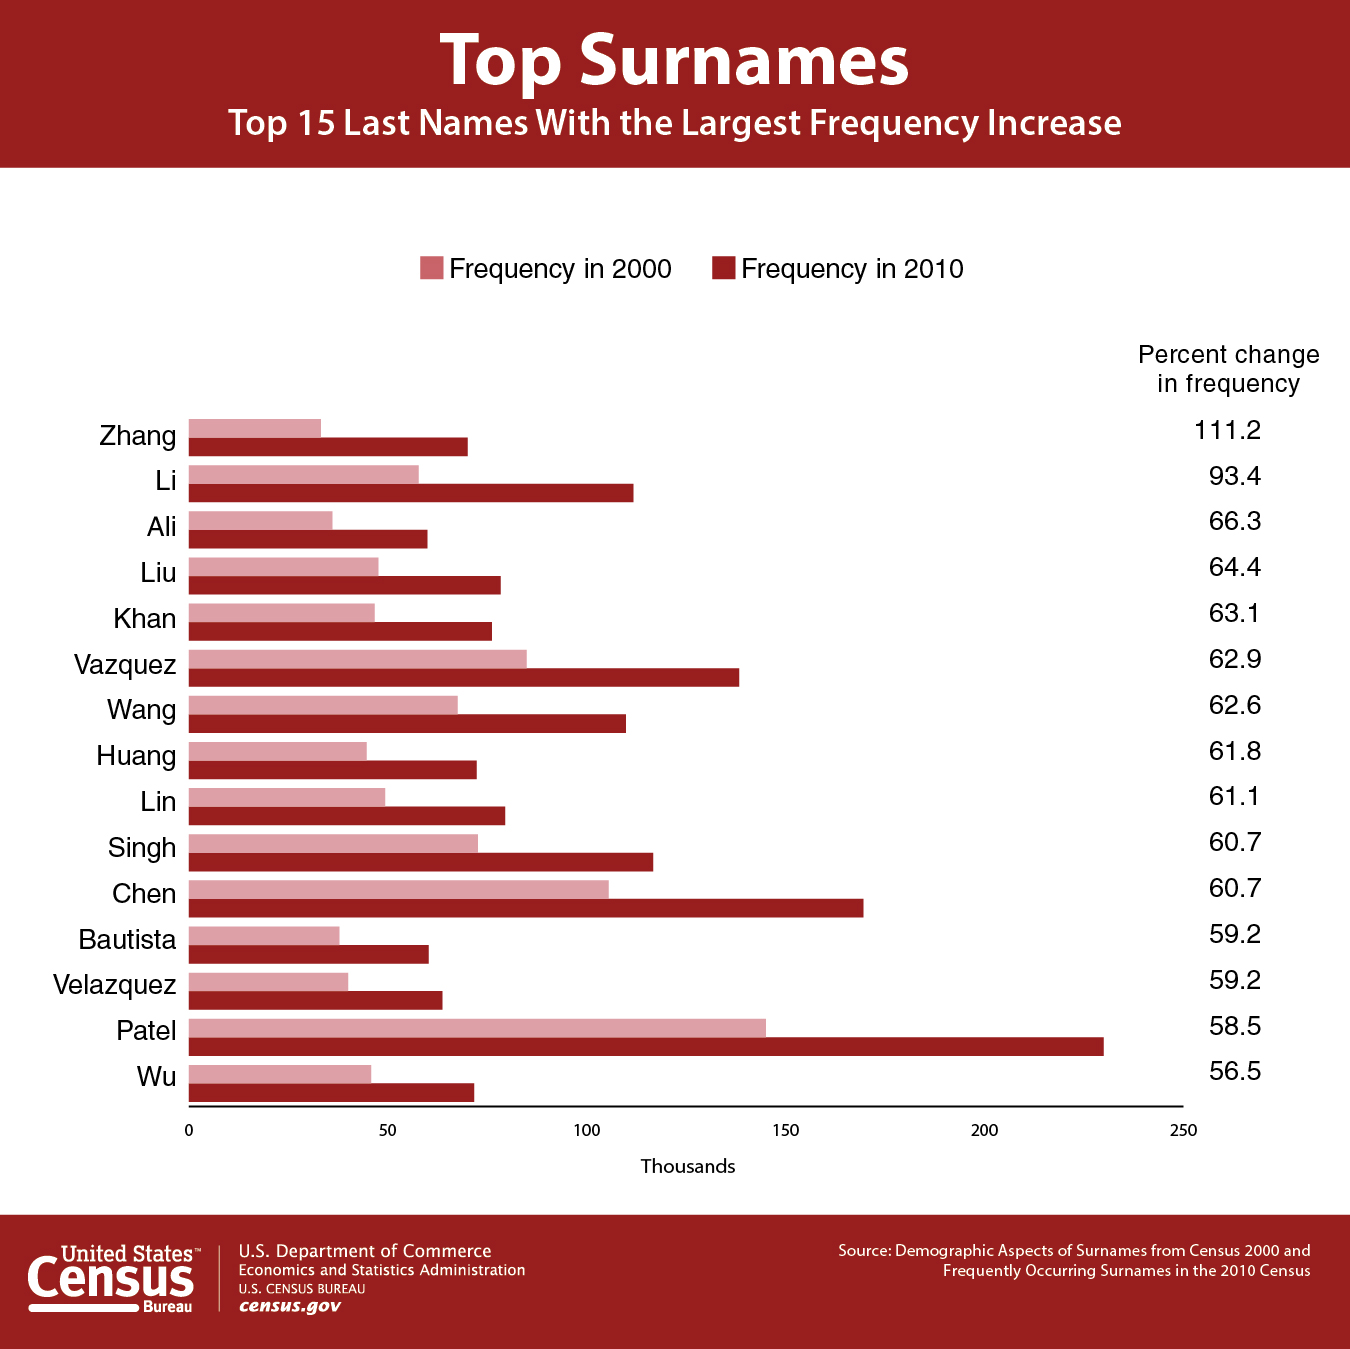 Top Surnames
Top 15 Last Names With the Largest Frequency Increase
Frequency in 2000
Frequency in 2010
Percent change
in frequency
Zhang 111.2
Li 93.4
Ali 66.3
Liu 64.4
Khan 63.1
Vazquez 62.9
Wang 62.6
Huang 61.8
Lin 61.1
Singh 60.7
Chen 60.7
Bautista 59.2
Velazquez 59.2
Patel 58.5
Wu 56.5
0 50 100 150 200 250
Thousands
United States™
Census
Bureau
U.S. Department of Commerce
Economics and Statistics Administration
U.S. CENSUS BUREAU
census.gov
Source: Demographic Aspects of Surnames from Census 2000 and
Frequently Occurring Surnames in the 2010 Census